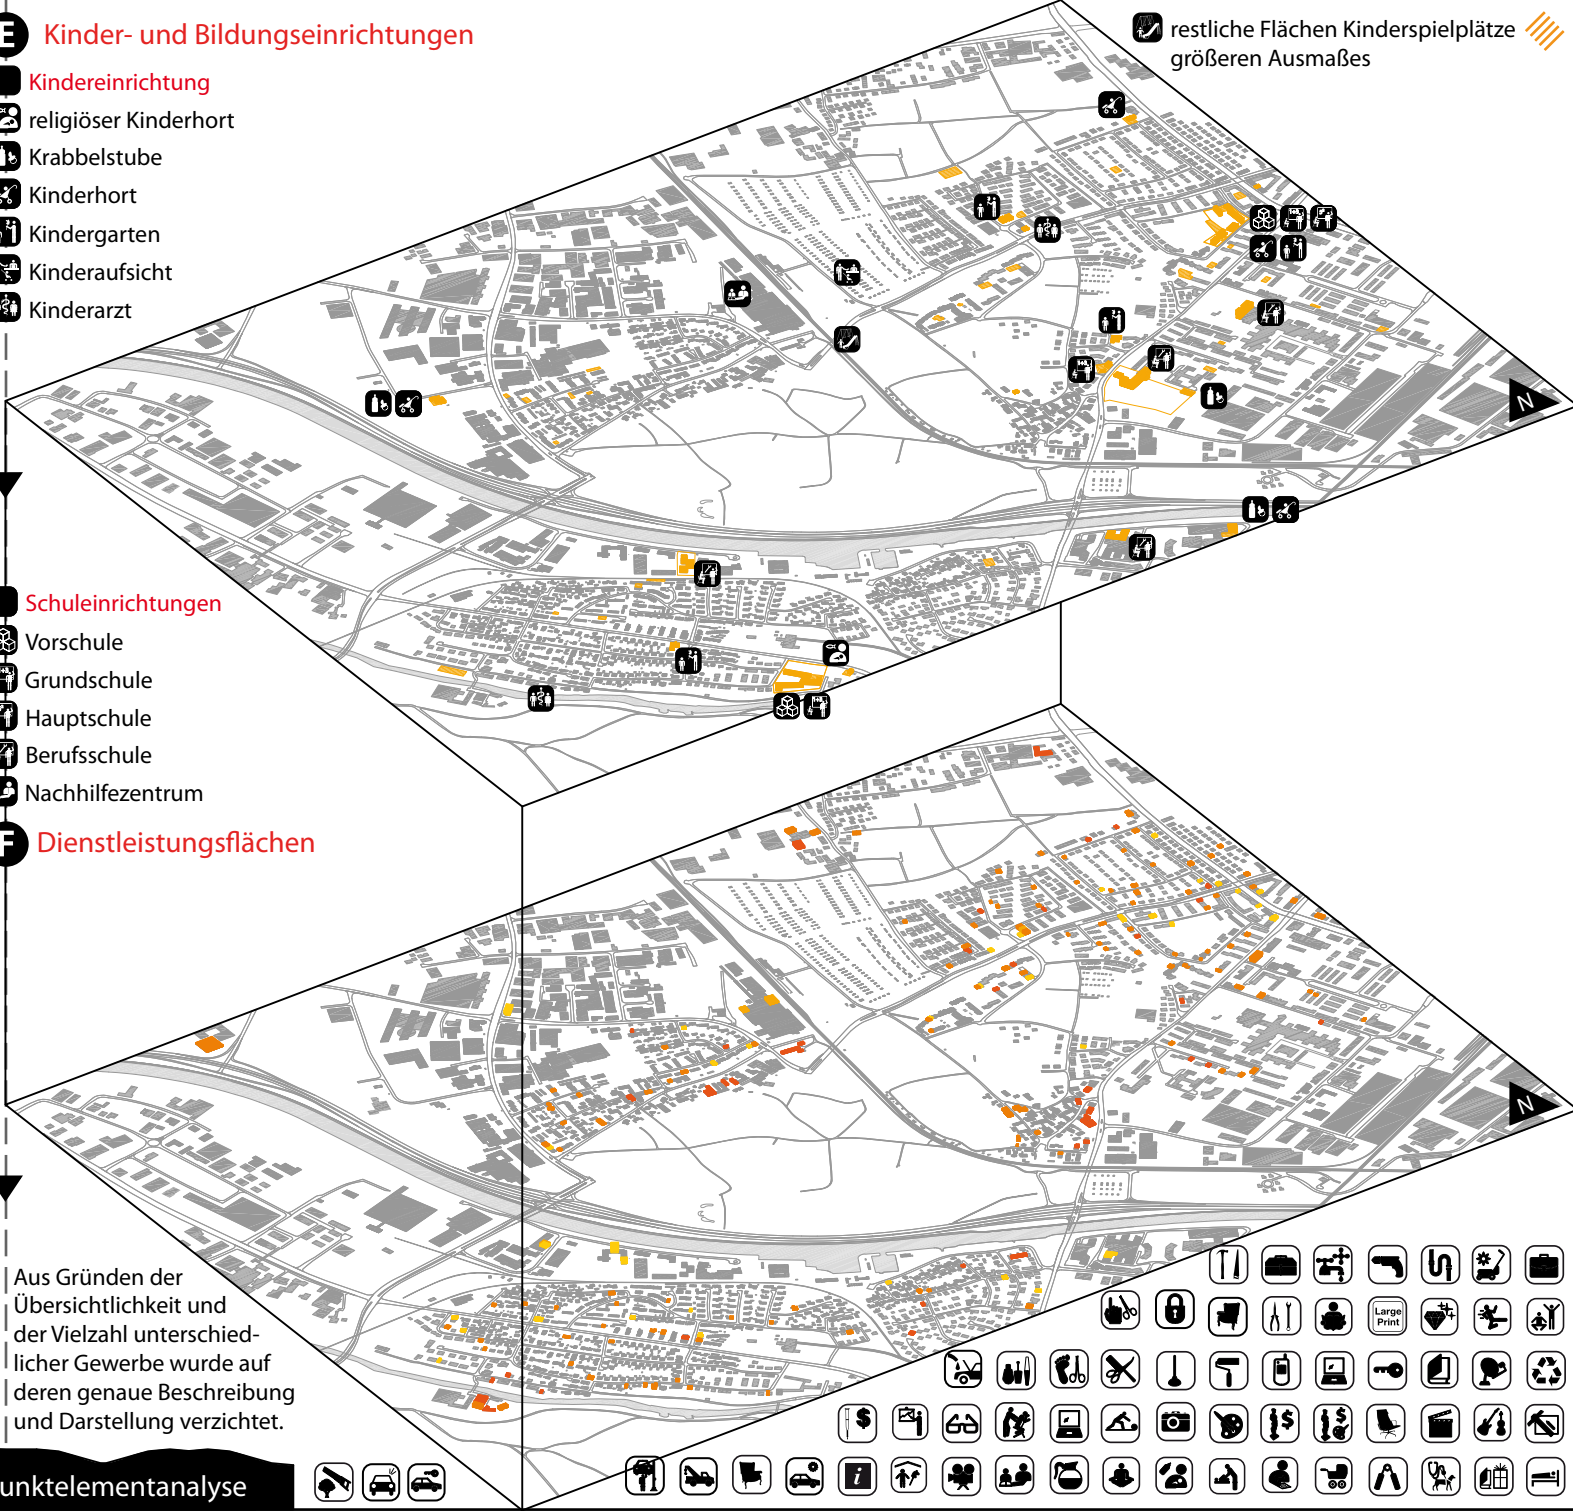 E Kinder- und Bildungseinrichtungen
Kindereinrichtung
religiöser Kinderhort
Krabbelstube
Kinderhort
Kindergarten
Kinderaufsicht
Kinderarzt
restliche Flächen Kinderspielplätze
größeren Ausmaßes
N
Schuleinrichtungen
Vorschule
Grundschule
Hauptschule
Berufsschule
Nachhilfezentrum
F Dienstleistungsflächen
N
Aus Gründen der
Übersichtlichkeit und
der Vielzahl unterschied-
licher Gewerbe wurde auf
deren genaue Beschreibung
und Darstellung verzichtet.
Large
Print
$
$
$
i
unktelementanalyse